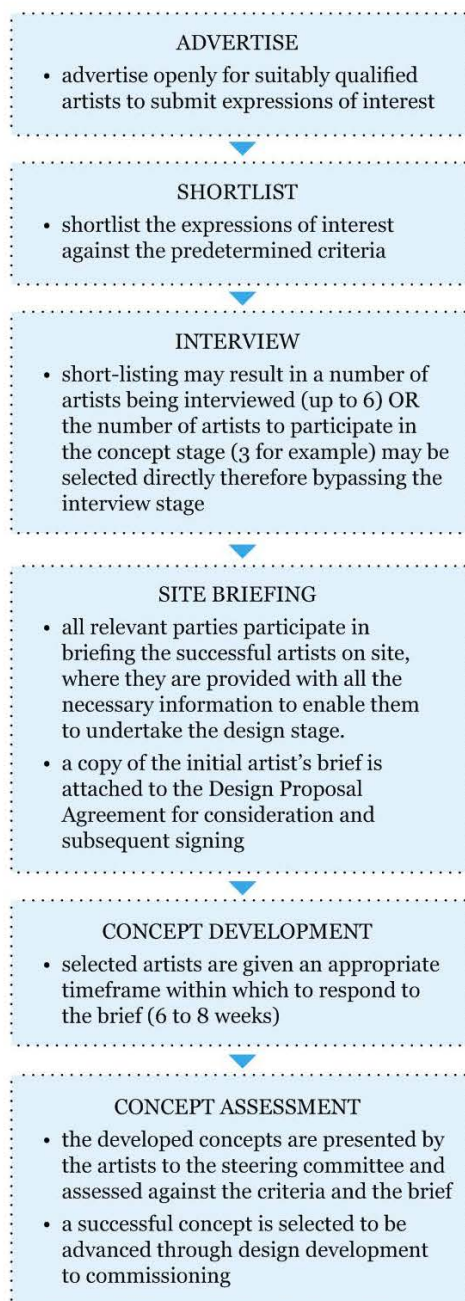 ADVERTISE
• advertise openly for suitably qualified
artists to submit expressions of interest
SHORTLIST
• shortlist the expressions of interest
against the predetermined criteria
INTERVIEW
• short-listing may result in a number of
artists being interviewed (up to 6) OR
the number of artists to participate in
the concept stage (3 for example) may be
selected directly therefore bypassing the
interview stage
SITE BRIEFING
• all relevant parties participate in
briefing the successful artists on site,
where they are provided with all the
necessary information to enable them
to undertake the design stage.
• a copy of the initial artist’s brief is
attached to the Design Proposal
Agreement for consideration and
subsequent signing
CONCEPT DEVELOPMENT
• selected artists are given an appropriate
timeframe within which to respond to
the brief (6 to 8 weeks)
CONCEPT ASSESSMENT
• the developed concepts are presented by
the artists to the steering committee and
assessed against the criteria and the brief
• a successful concept is selected to be
advanced through design development
to commissioning